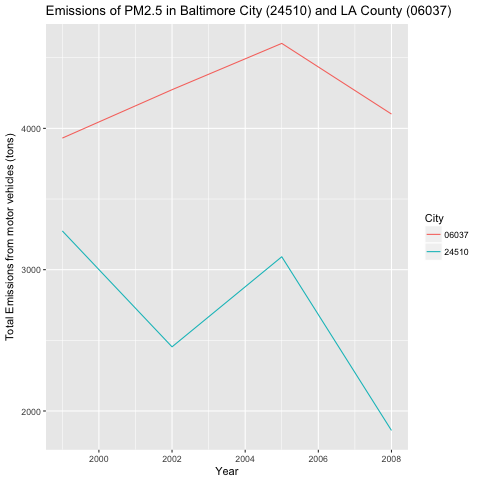 Emissions of PM2.5 in Baltimore City (24510) and LA County (06037)
Total Emissions from motor vehicles (tons)
4000
3000
2000
2000
2002
2004
2006
2008
Year
City
06037
24510